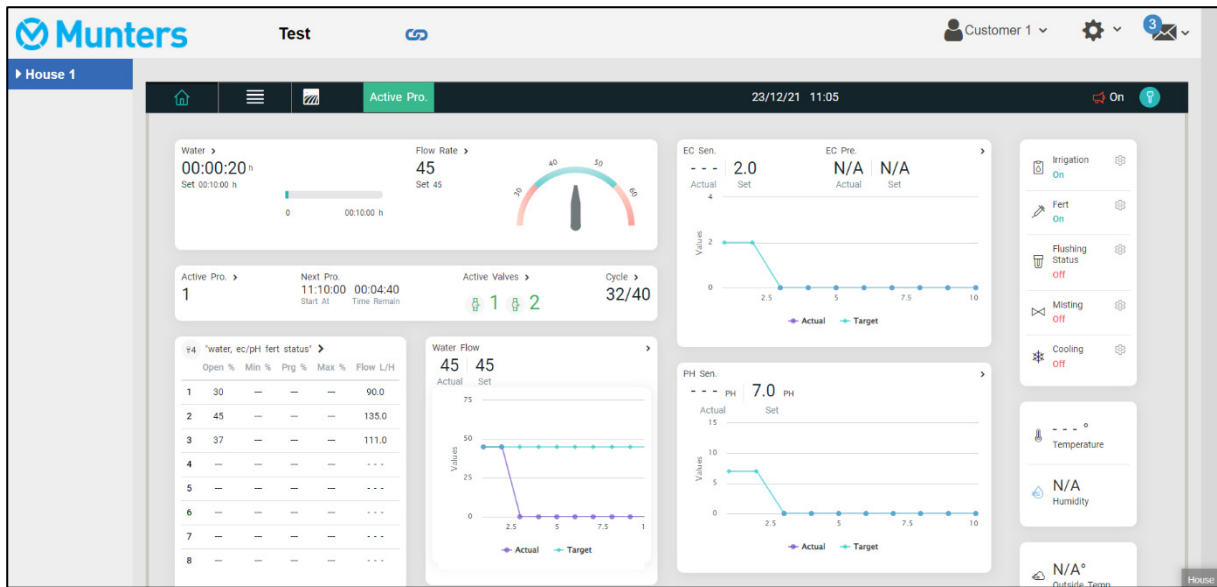 Munters
Test
Customer 1
3
House 1
Active Pro.
23/12/21 11:05
On
Water >
00:00:20 h
Set 00:10:00 h
0 00:10:00 h
Flow Rate >
45
Set 45
30 40 50 60
Active Pro. >
1
Next Pro.
11:10:00 00:04:40
Start At Time Remain
Active Valves >
1 2
Cycle >
32/40
4 "water, ec/pH fert status" >
Open % Min % Prg % Max % Flow L/H
1 30 — — — 90.0
2 45 — — — 135.0
3 37 — — — 111.0
4 — — — — - - -
5 — — — — - - -
6 — — — — - - -
7 — — — — - - -
8 — — — — - - -
Water Flow >
45 45
Actual Set
75
50
25
0
Values
2.5 5 7.5 1
Actual Target
EC Sen. EC Pre. >
- - - 2.0 N/A N/A
Actual Set Actual Set
4
2
0
Values
2.5 5 7.5 10
Actual Target
PH Sen. >
- - - PH 7.0 PH
Actual Set
15
10
5
0
Values
2.5 5 7.5 10
Actual Target
Irrigation
On
Fert
On
Flushing
Status
Off
Misting
Off
Cooling
Off
- - - °
Temperature
N/A
Humidity
N/A°
Outside Temp
House